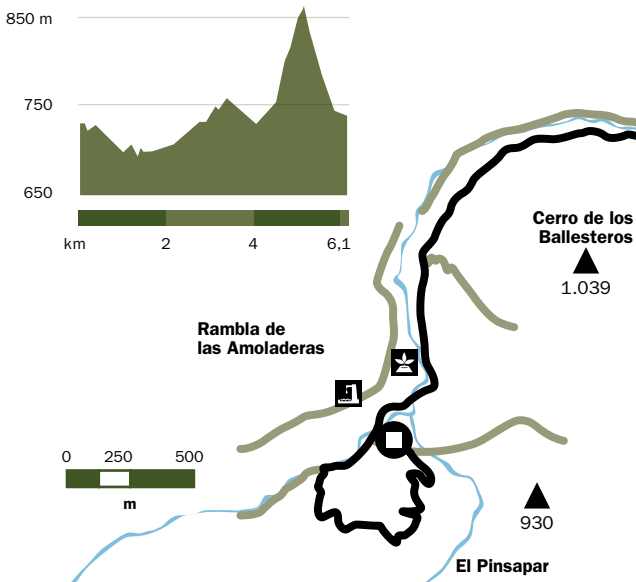 850 m
750
650
km
2
4
6,1
Cerro de los
Ballesteros
1.039
Rambla de
las Amoladeras
0
250
500
m
930
El Pinsapar